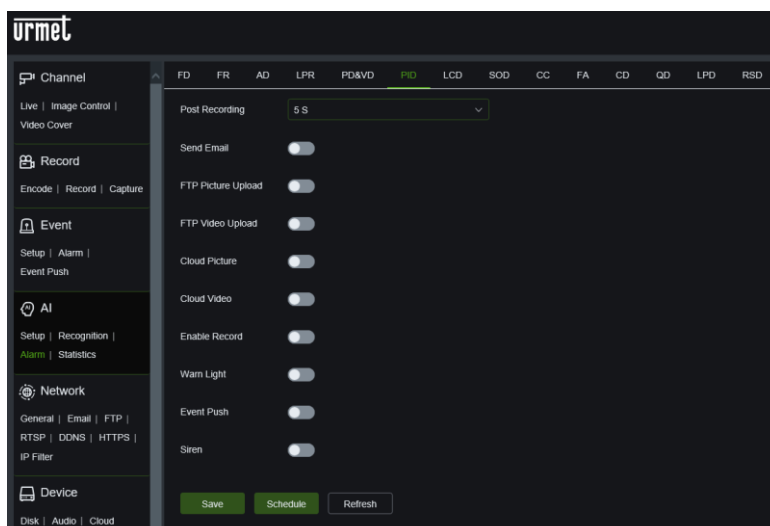 urmet
Channel
Live | Image Control |
Video Cover
Record
Encode | Record | Capture
Event
Setup | Alarm |
Event Push
AI
Setup | Recognition |
Alarm | Statistics
Network
General | Email | FTP |
RTSP | DDNS | HTTPS |
IP Filter
Device
Disk | Audio | Cloud
FD FR AD LPR PD&VD PID LCD SOD CC FA CD QD LPD RSD
Post Recording 5 S
Send Email
FTP Picture Upload
FTP Video Upload
Cloud Picture
Cloud Video
Enable Record
Warn Light
Event Push
Siren
Save Schedule Refresh